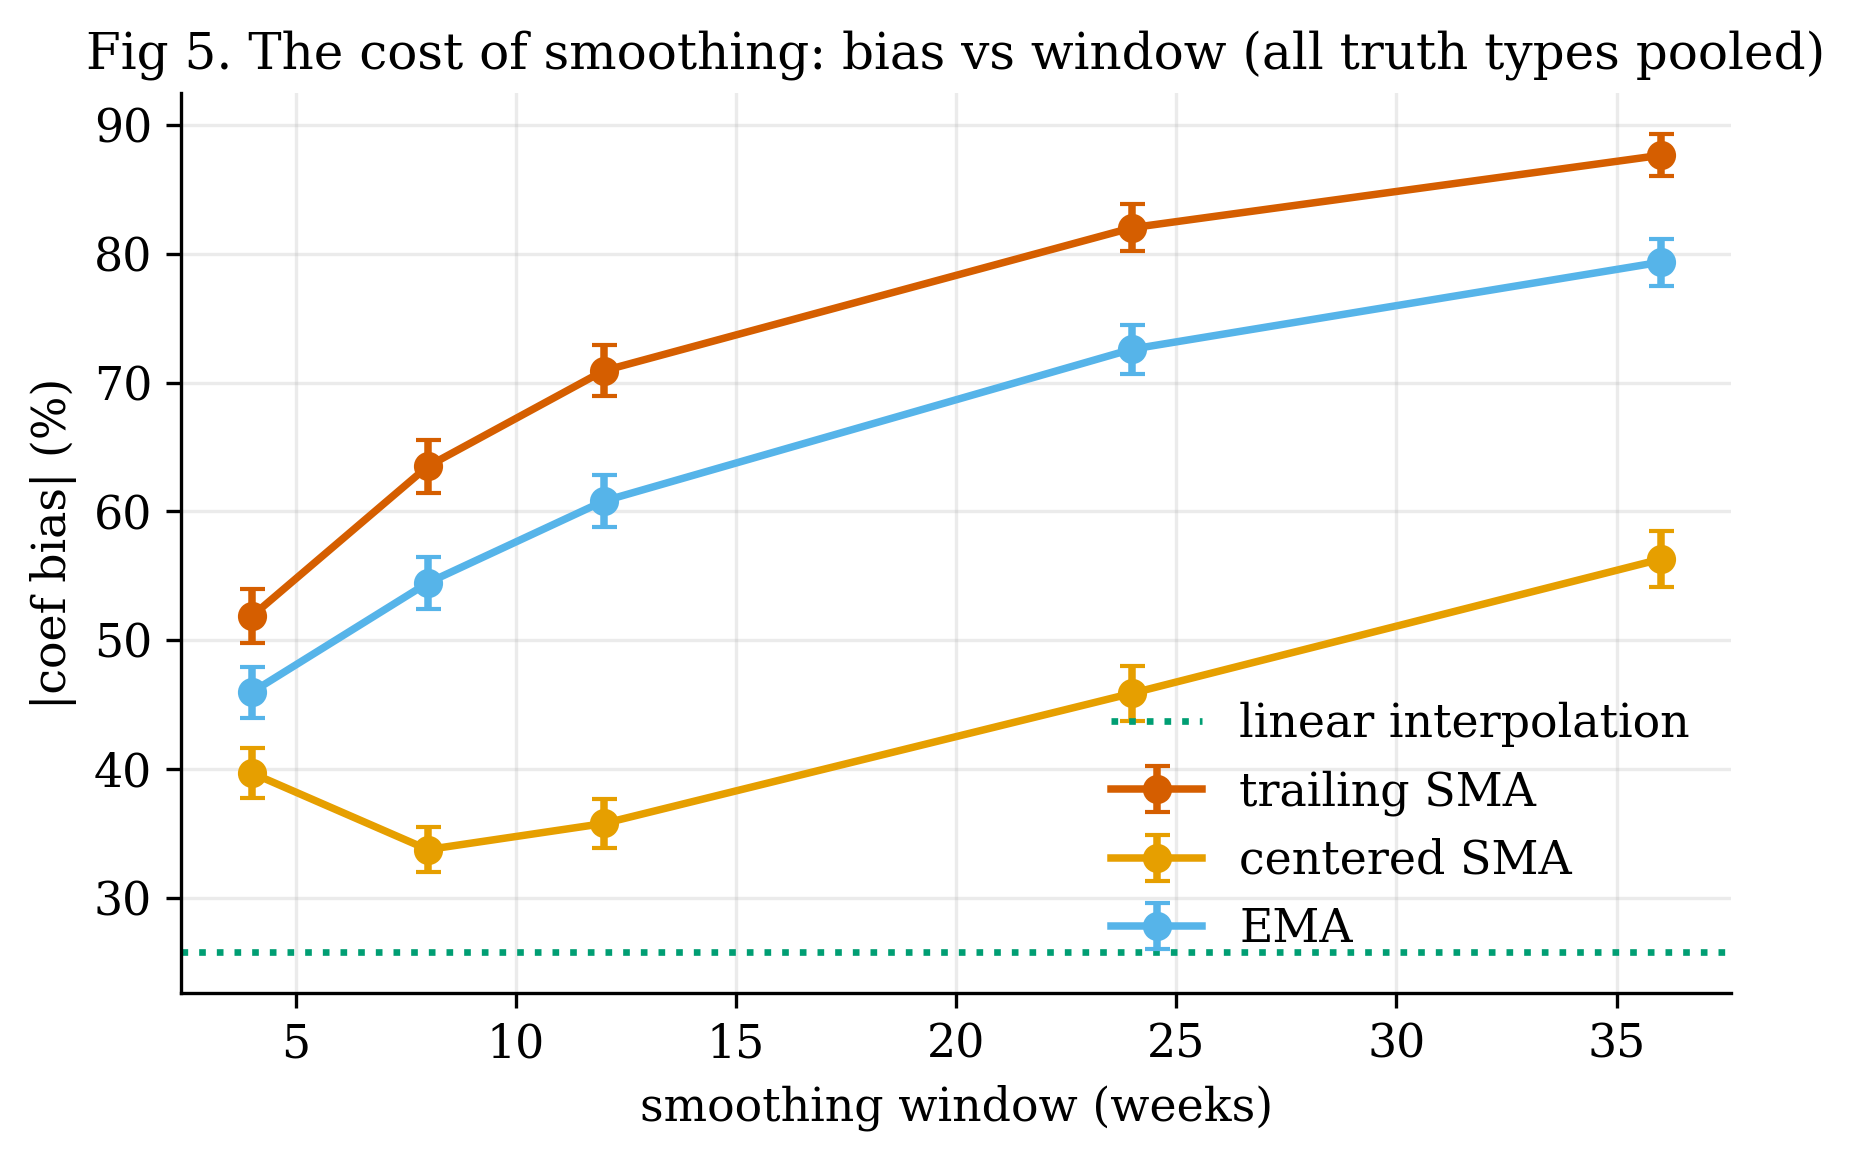 Fig 5. The cost of smoothing: bias vs window (all truth types pooled)
|coef bias| (%)
90
80
70
60
50
40
30
linear interpolation
trailing SMA
centered SMA
EMA
5 10 15 20 25 30 35
smoothing window (weeks)